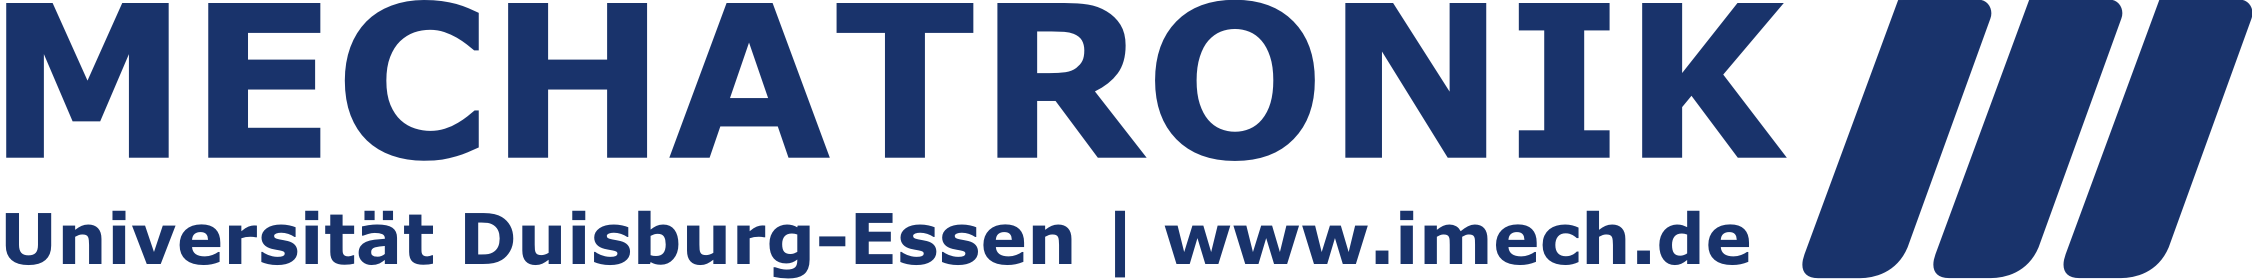 MECHATRONIK
Universität Duisburg-Essen | www.imech.de